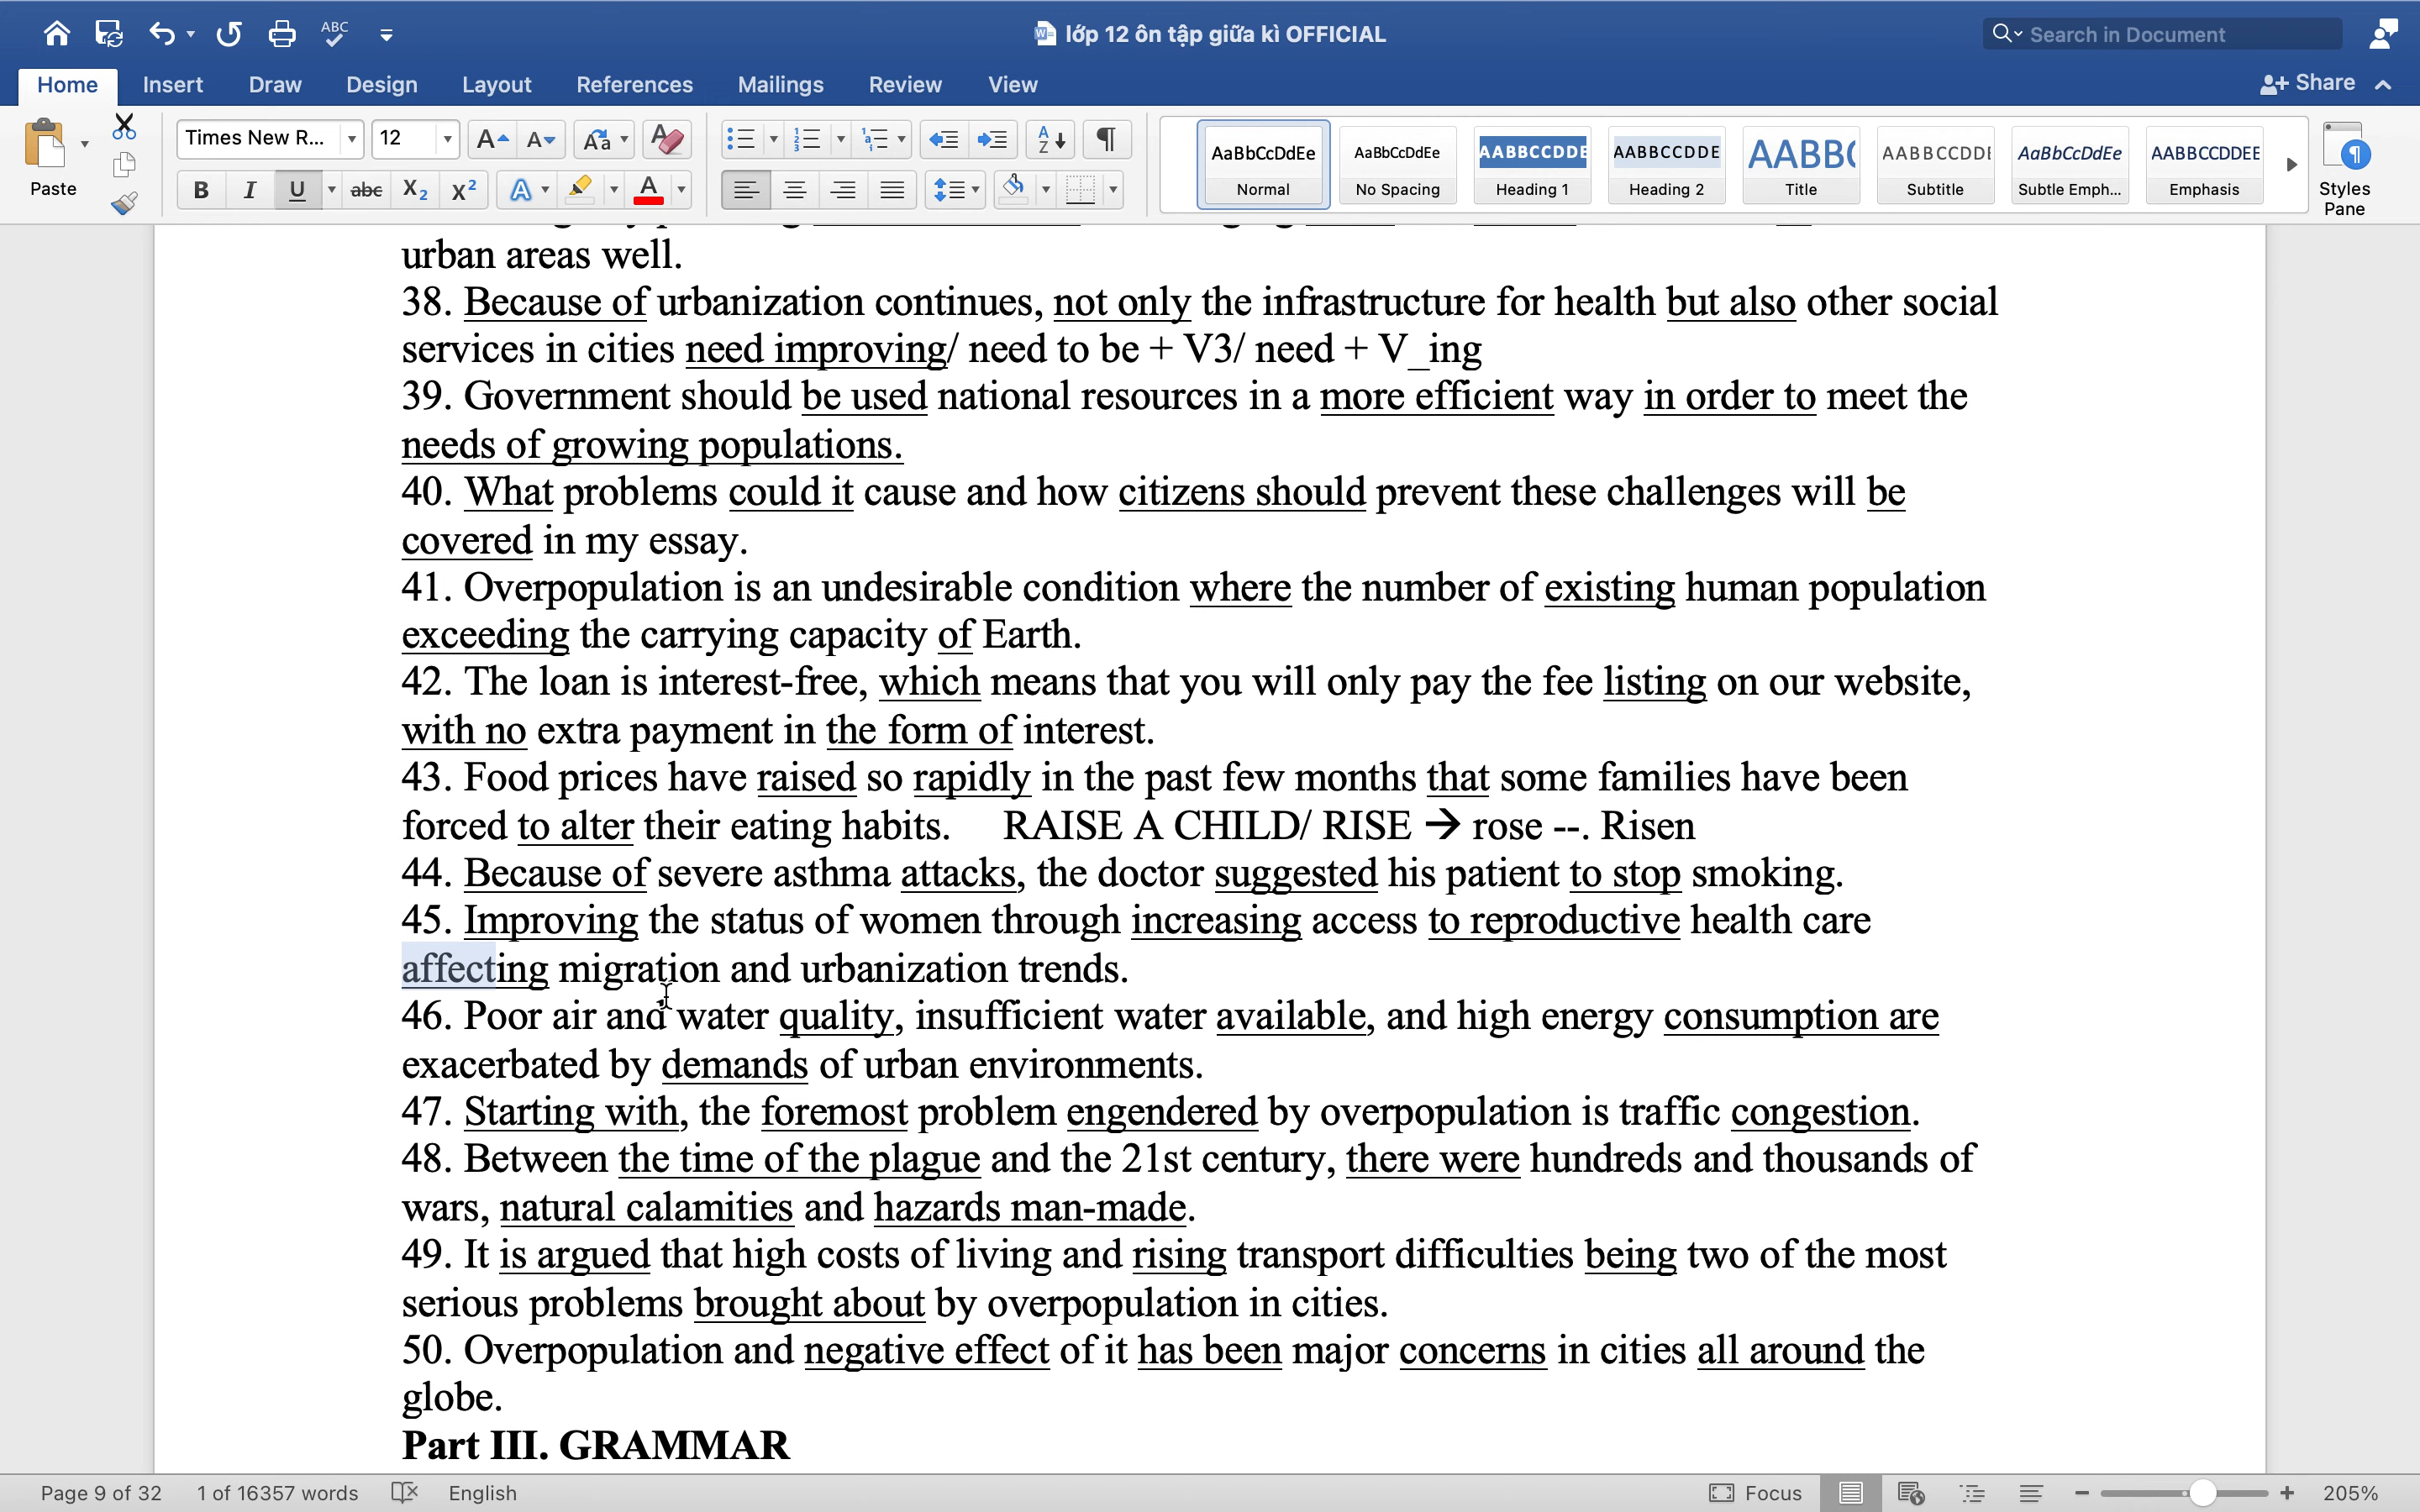 ABC
lớp 12 ôn tập giữa kì OFFICIAL
Search in Document
Home Insert Draw Design Layout References Mailings Review View
Share
Paste
Times New R... 12
AaBbCcDdEe AaBbCcDdEe AABBCCDDE AABBCCDDE AABB( AABBCCDDE AaBbCcDdEe AABBCCDDEE
Normal No Spacing Heading 1 Heading 2 Title Subtitle Subtle Emph... Emphasis
Styles
Pane
urban areas well.
38. Because of urbanization continues, not only the infrastructure for health but also other social
services in cities need improving/ need to be + V3/ need + V_ing
39. Government should be used national resources in a more efficient way in order to meet the
needs of growing populations.
40. What problems could it cause and how citizens should prevent these challenges will be
covered in my essay.
41. Overpopulation is an undesirable condition where the number of existing human population
exceeding the carrying capacity of Earth.
42. The loan is interest-free, which means that you will only pay the fee listing on our website,
with no extra payment in the form of interest.
43. Food prices have raised so rapidly in the past few months that some families have been
forced to alter their eating habits. RAISE A CHILD/ RISE → rose --. Risen
44. Because of severe asthma attacks, the doctor suggested his patient to stop smoking.
45. Improving the status of women through increasing access to reproductive health care
affecting migration and urbanization trends.
46. Poor air and water quality, insufficient water available, and high energy consumption are
exacerbated by demands of urban environments.
47. Starting with, the foremost problem engendered by overpopulation is traffic congestion.
48. Between the time of the plague and the 21st century, there were hundreds and thousands of
wars, natural calamities and hazards man-made.
49. It is argued that high costs of living and rising transport difficulties being two of the most
serious problems brought about by overpopulation in cities.
50. Overpopulation and negative effect of it has been major concerns in cities all around the
globe.
Part III. GRAMMAR
Page 9 of 32 1 of 16357 words English Focus 205%